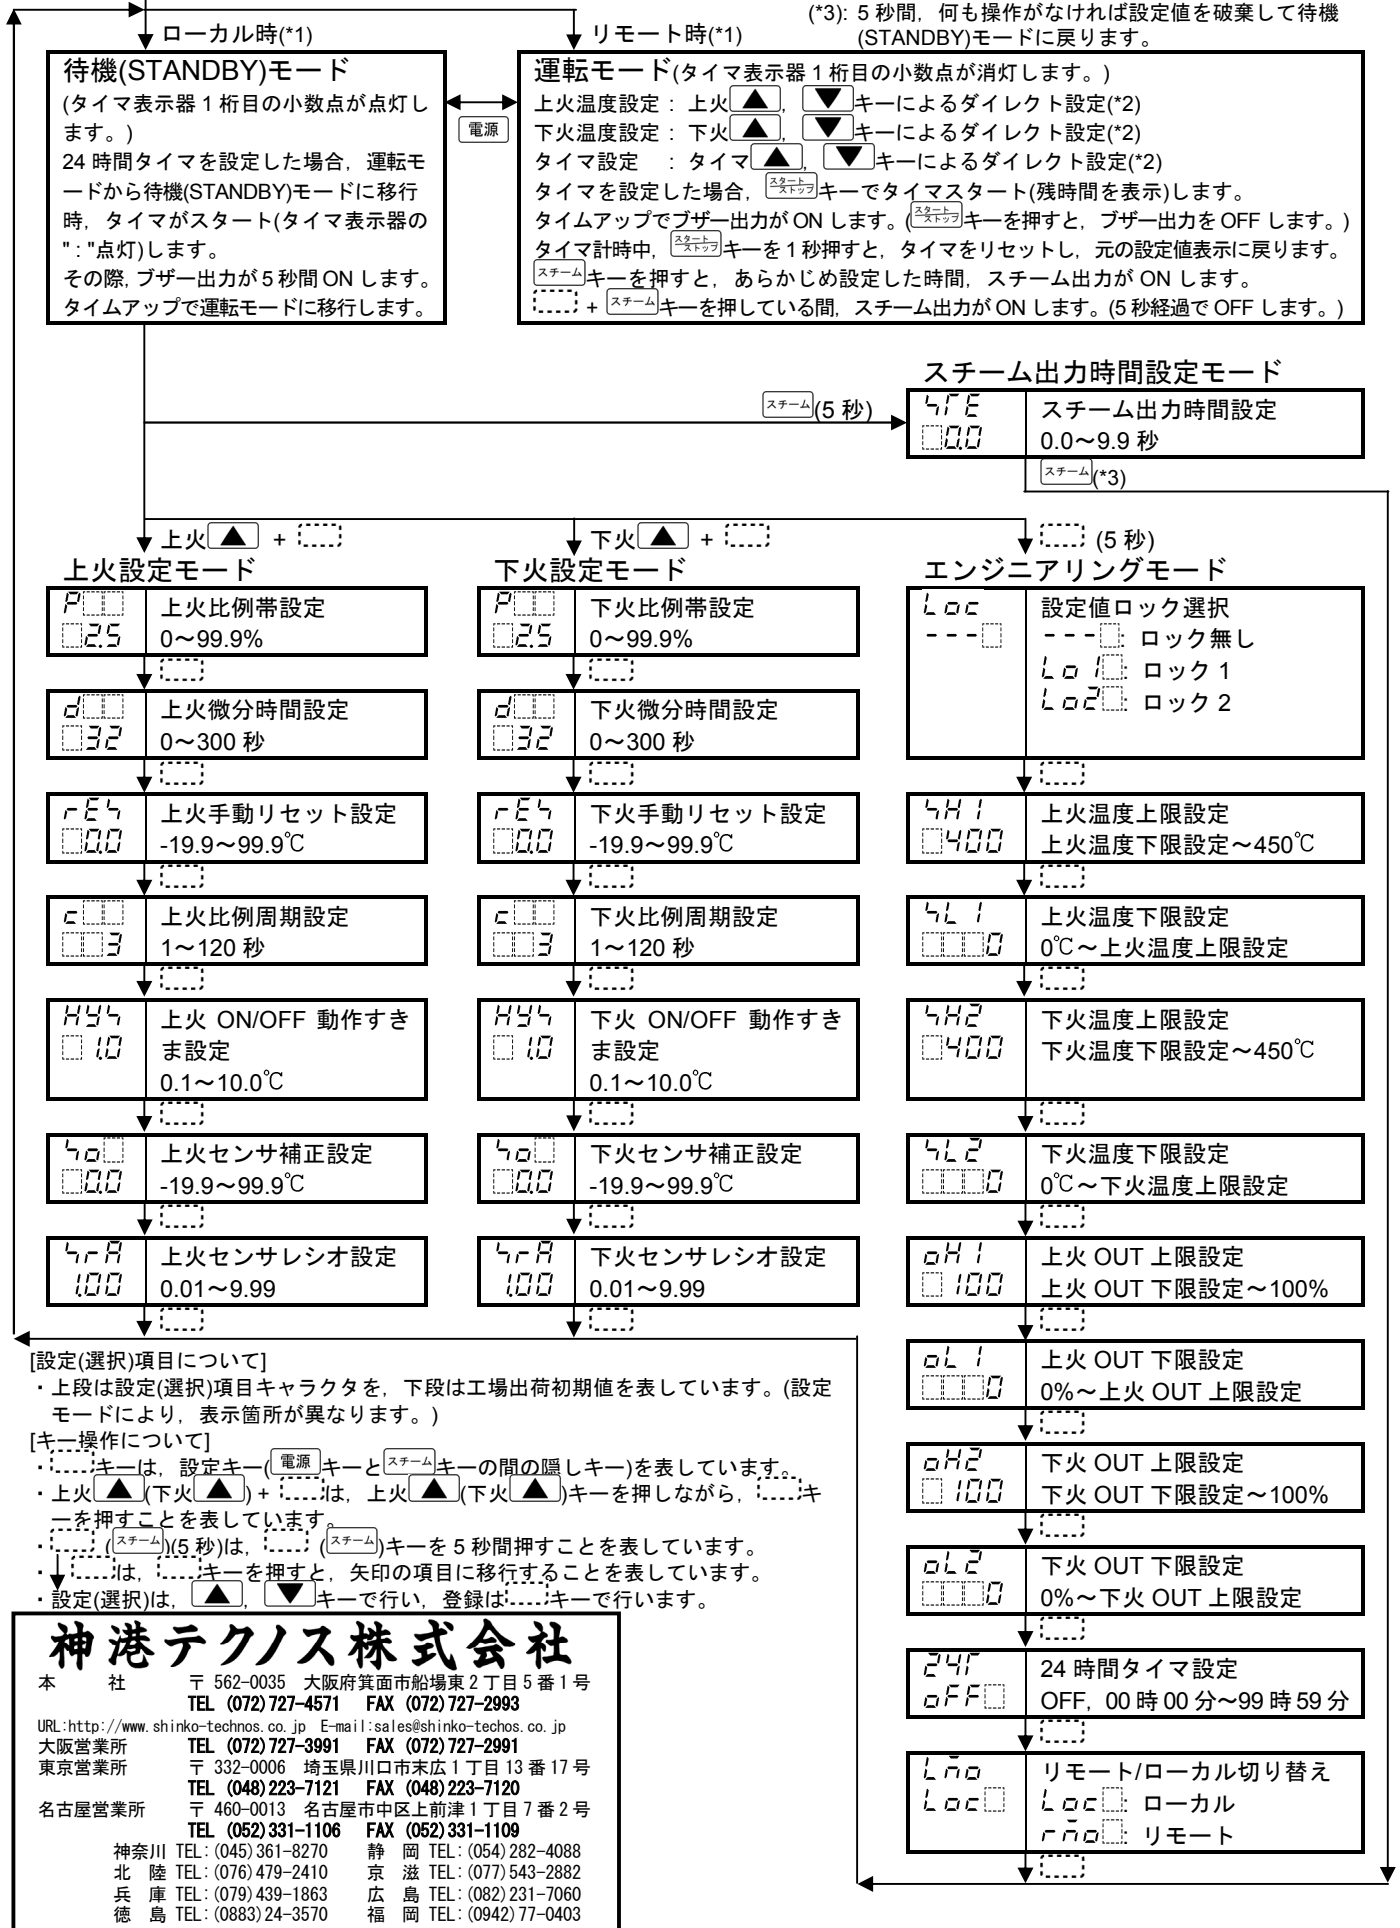 (*3): 5 秒間，何も操作がなければ設定値を破棄して待機
(STANDBY)モードに戻ります。
ローカル時(*1)
リモート時(*1)
待機(STANDBY)モード
(タイマ表示器 1 桁目の小数点が点灯し
ます。)
24 時間タイマを設定した場合，運転モ
ードから待機(STANDBY)モードに移行
時，タイマがスタート(タイマ表示器の
" : "点灯)します。
その際，ブザー出力が 5 秒間 ON します。
タイムアップで運転モードに移行します。
電源
運転モード(タイマ表示器 1 桁目の小数点が消灯します。)
上火温度設定 : 上火▲，▼キーによるダイレクト設定(*2)
下火温度設定 : 下火▲，▼キーによるダイレクト設定(*2)
タイマ設定 : タイマ▲，▼キーによるダイレクト設定(*2)
タイマを設定した場合，スタート ストップキーでタイマスタート(残時間を表示)します。
タイムアップでブザー出力が ON します。(スタート ストップキーを押すと，ブザー出力を OFF します。)
タイマ計時中，スタート ストップキーを 1 秒押すと，タイマをリセットし，元の設定値表示に戻ります。
スチームキーを押すと，あらかじめ設定した時間，スチーム出力が ON します。
+ スチームキーを押している間，スチーム出力が ON します。(5 秒経過で OFF します。)
スチーム出力時間設定モード
スチーム(5 秒)
STE
0.0
スチーム出力時間設定
0.0～9.9 秒
スチーム(*3)
上火▲ +
上火設定モード
P
2.5
上火比例帯設定
0～99.9%
d
32
上火微分時間設定
0～300 秒
rES
0.0
上火手動リセット設定
-19.9～99.9℃
c
3
上火比例周期設定
1～120 秒
HYS
1.0
上火 ON/OFF 動作すき
ま設定
0.1～10.0℃
So
0.0
上火センサ補正設定
-19.9～99.9℃
SrA
1.00
上火センサレシオ設定
0.01～9.99
下火▲ +
下火設定モード
P
2.5
下火比例帯設定
0～99.9%
d
32
下火微分時間設定
0～300 秒
rES
0.0
下火手動リセット設定
-19.9～99.9℃
c
3
下火比例周期設定
1～120 秒
HYS
1.0
下火 ON/OFF 動作すき
ま設定
0.1～10.0℃
So
0.0
下火センサ補正設定
-19.9～99.9℃
SrA
1.00
下火センサレシオ設定
0.01～9.99
(5 秒)
エンジニアリングモード
Loc
---
設定値ロック選択
---: ロック無し
Lo1: ロック 1
Lo2: ロック 2
SH1
400
上火温度上限設定
上火温度下限設定～450℃
SL1
0
上火温度下限設定
0℃～上火温度上限設定
SH2
400
下火温度上限設定
下火温度下限設定～450℃
SL2
0
下火温度下限設定
0℃～下火温度上限設定
oH1
100
上火 OUT 上限設定
上火 OUT 下限設定～100%
oL1
0
上火 OUT 下限設定
0%～上火 OUT 上限設定
oH2
100
下火 OUT 上限設定
下火 OUT 下限設定～100%
oL2
0
下火 OUT 下限設定
0%～下火 OUT 上限設定
24T
oFF
24 時間タイマ設定
OFF，00 時 00 分～99 時 59 分
Lmo
Loc
リモート/ローカル切り替え
Loc: ローカル
rmo: リモート
[設定(選択)項目について]
・上段は設定(選択)項目キャラクタを，下段は工場出荷初期値を表しています。(設定
モードにより，表示箇所が異なります。)
[キー操作について]
・キーは，設定キー(電源キーとスチームキーの間の隠しキー)を表しています。
・上火▲(下火▲) + は，上火▲(下火▲)キーを押しながら，キ
ーを押すことを表しています。
・(スチーム)(5 秒)は，(スチーム)キーを 5 秒間押すことを表しています。
・は，キーを押すと，矢印の項目に移行することを表しています。
・設定(選択)は，▲，▼キーで行い，登録はキーで行います。
神港テクノス株式会社
本 社 〒 562-0035 大阪府箕面市船場東 2 丁目 5 番 1 号
TEL (072)727-4571 FAX (072)727-2993
URL:http://www.shinko-technos.co.jp E-mail:sales@shinko-techos.co.jp
大阪営業所 TEL (072)727-3991 FAX (072)727-2991
東京営業所 〒 332-0006 埼玉県川口市末広 1 丁目 13 番 17 号
TEL (048)223-7121 FAX (048)223-7120
名古屋営業所 〒 460-0013 名古屋市中区上前津 1 丁目 7 番 2 号
TEL (052)331-1106 FAX (052)331-1109
神奈川 TEL:(045)361-8270 静 岡 TEL:(054)282-4088
北 陸 TEL:(076)479-2410 京 滋 TEL:(077)543-2882
兵 庫 TEL:(079)439-1863 広 島 TEL:(082)231-7060
徳 島 TEL:(0883)24-3570 福 岡 TEL:(0942)77-0403